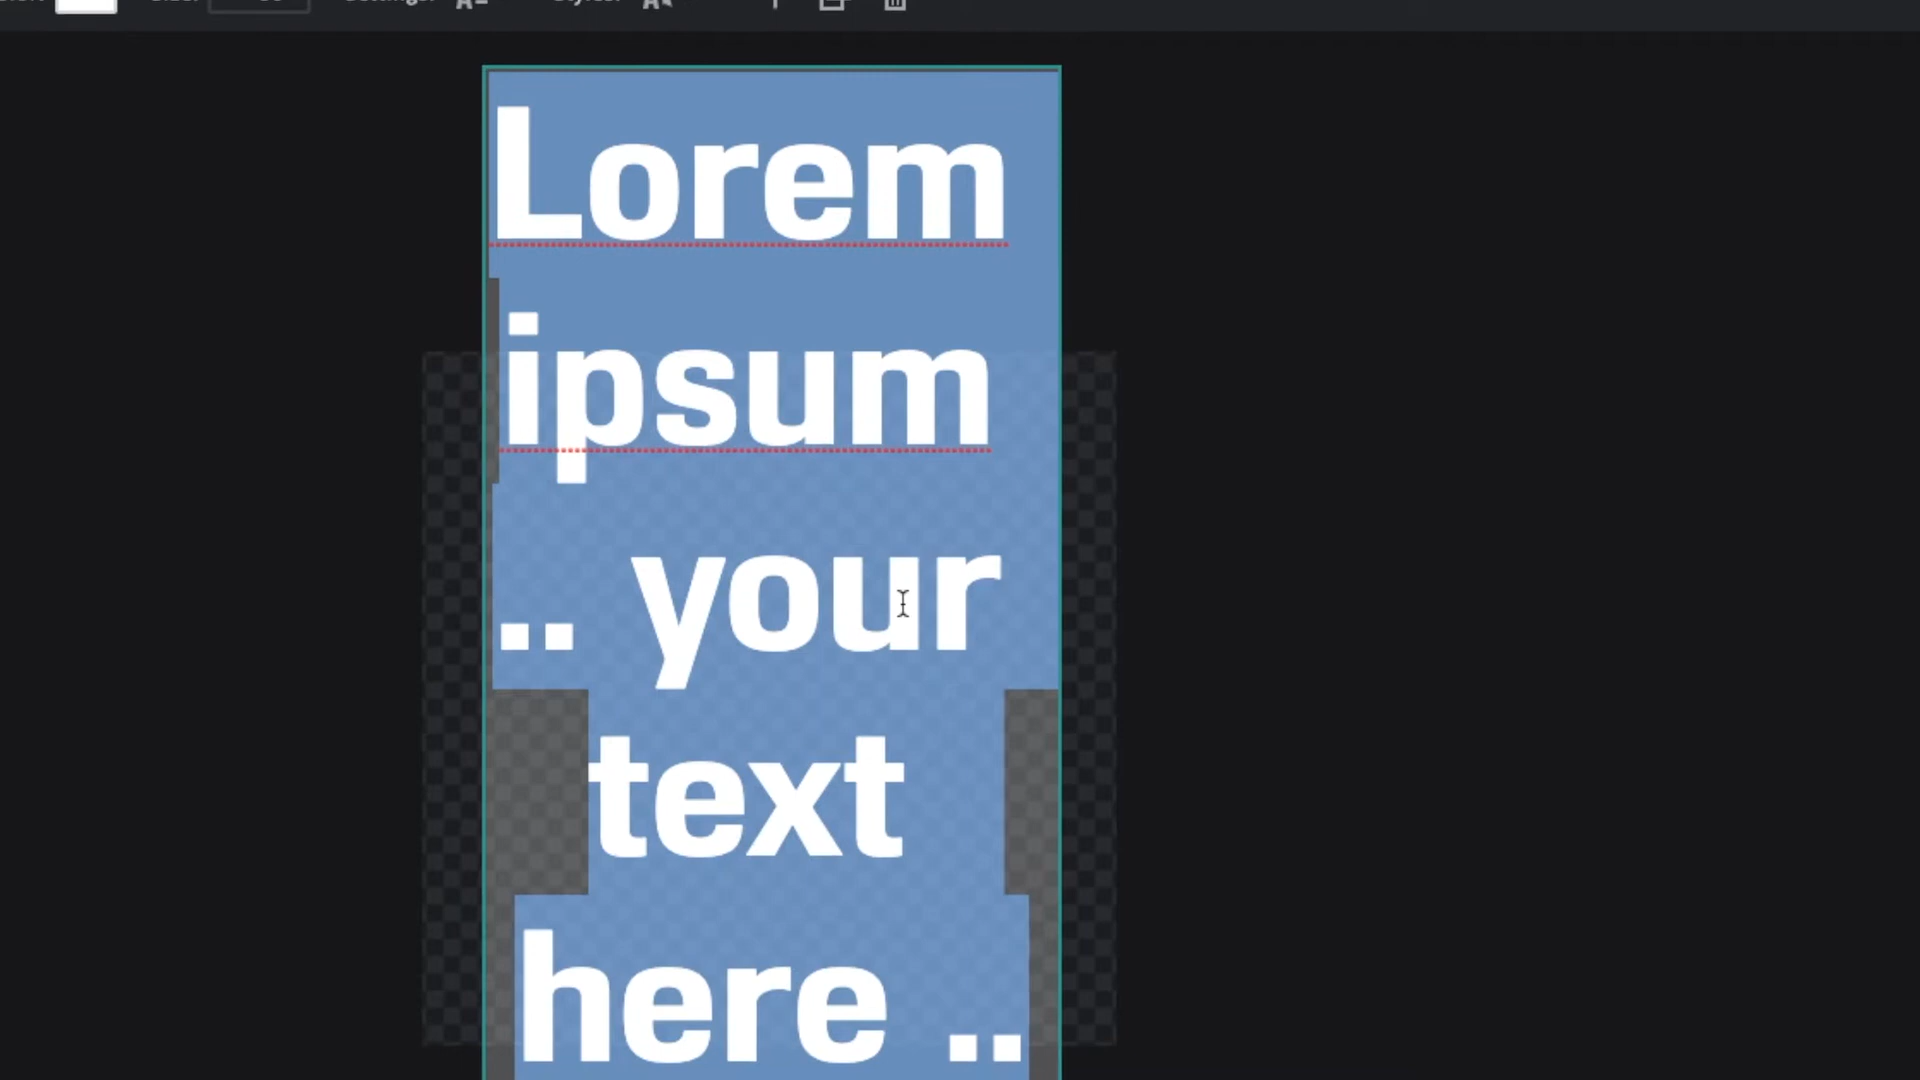 Lorem
ipsum
.. your
text
here ..